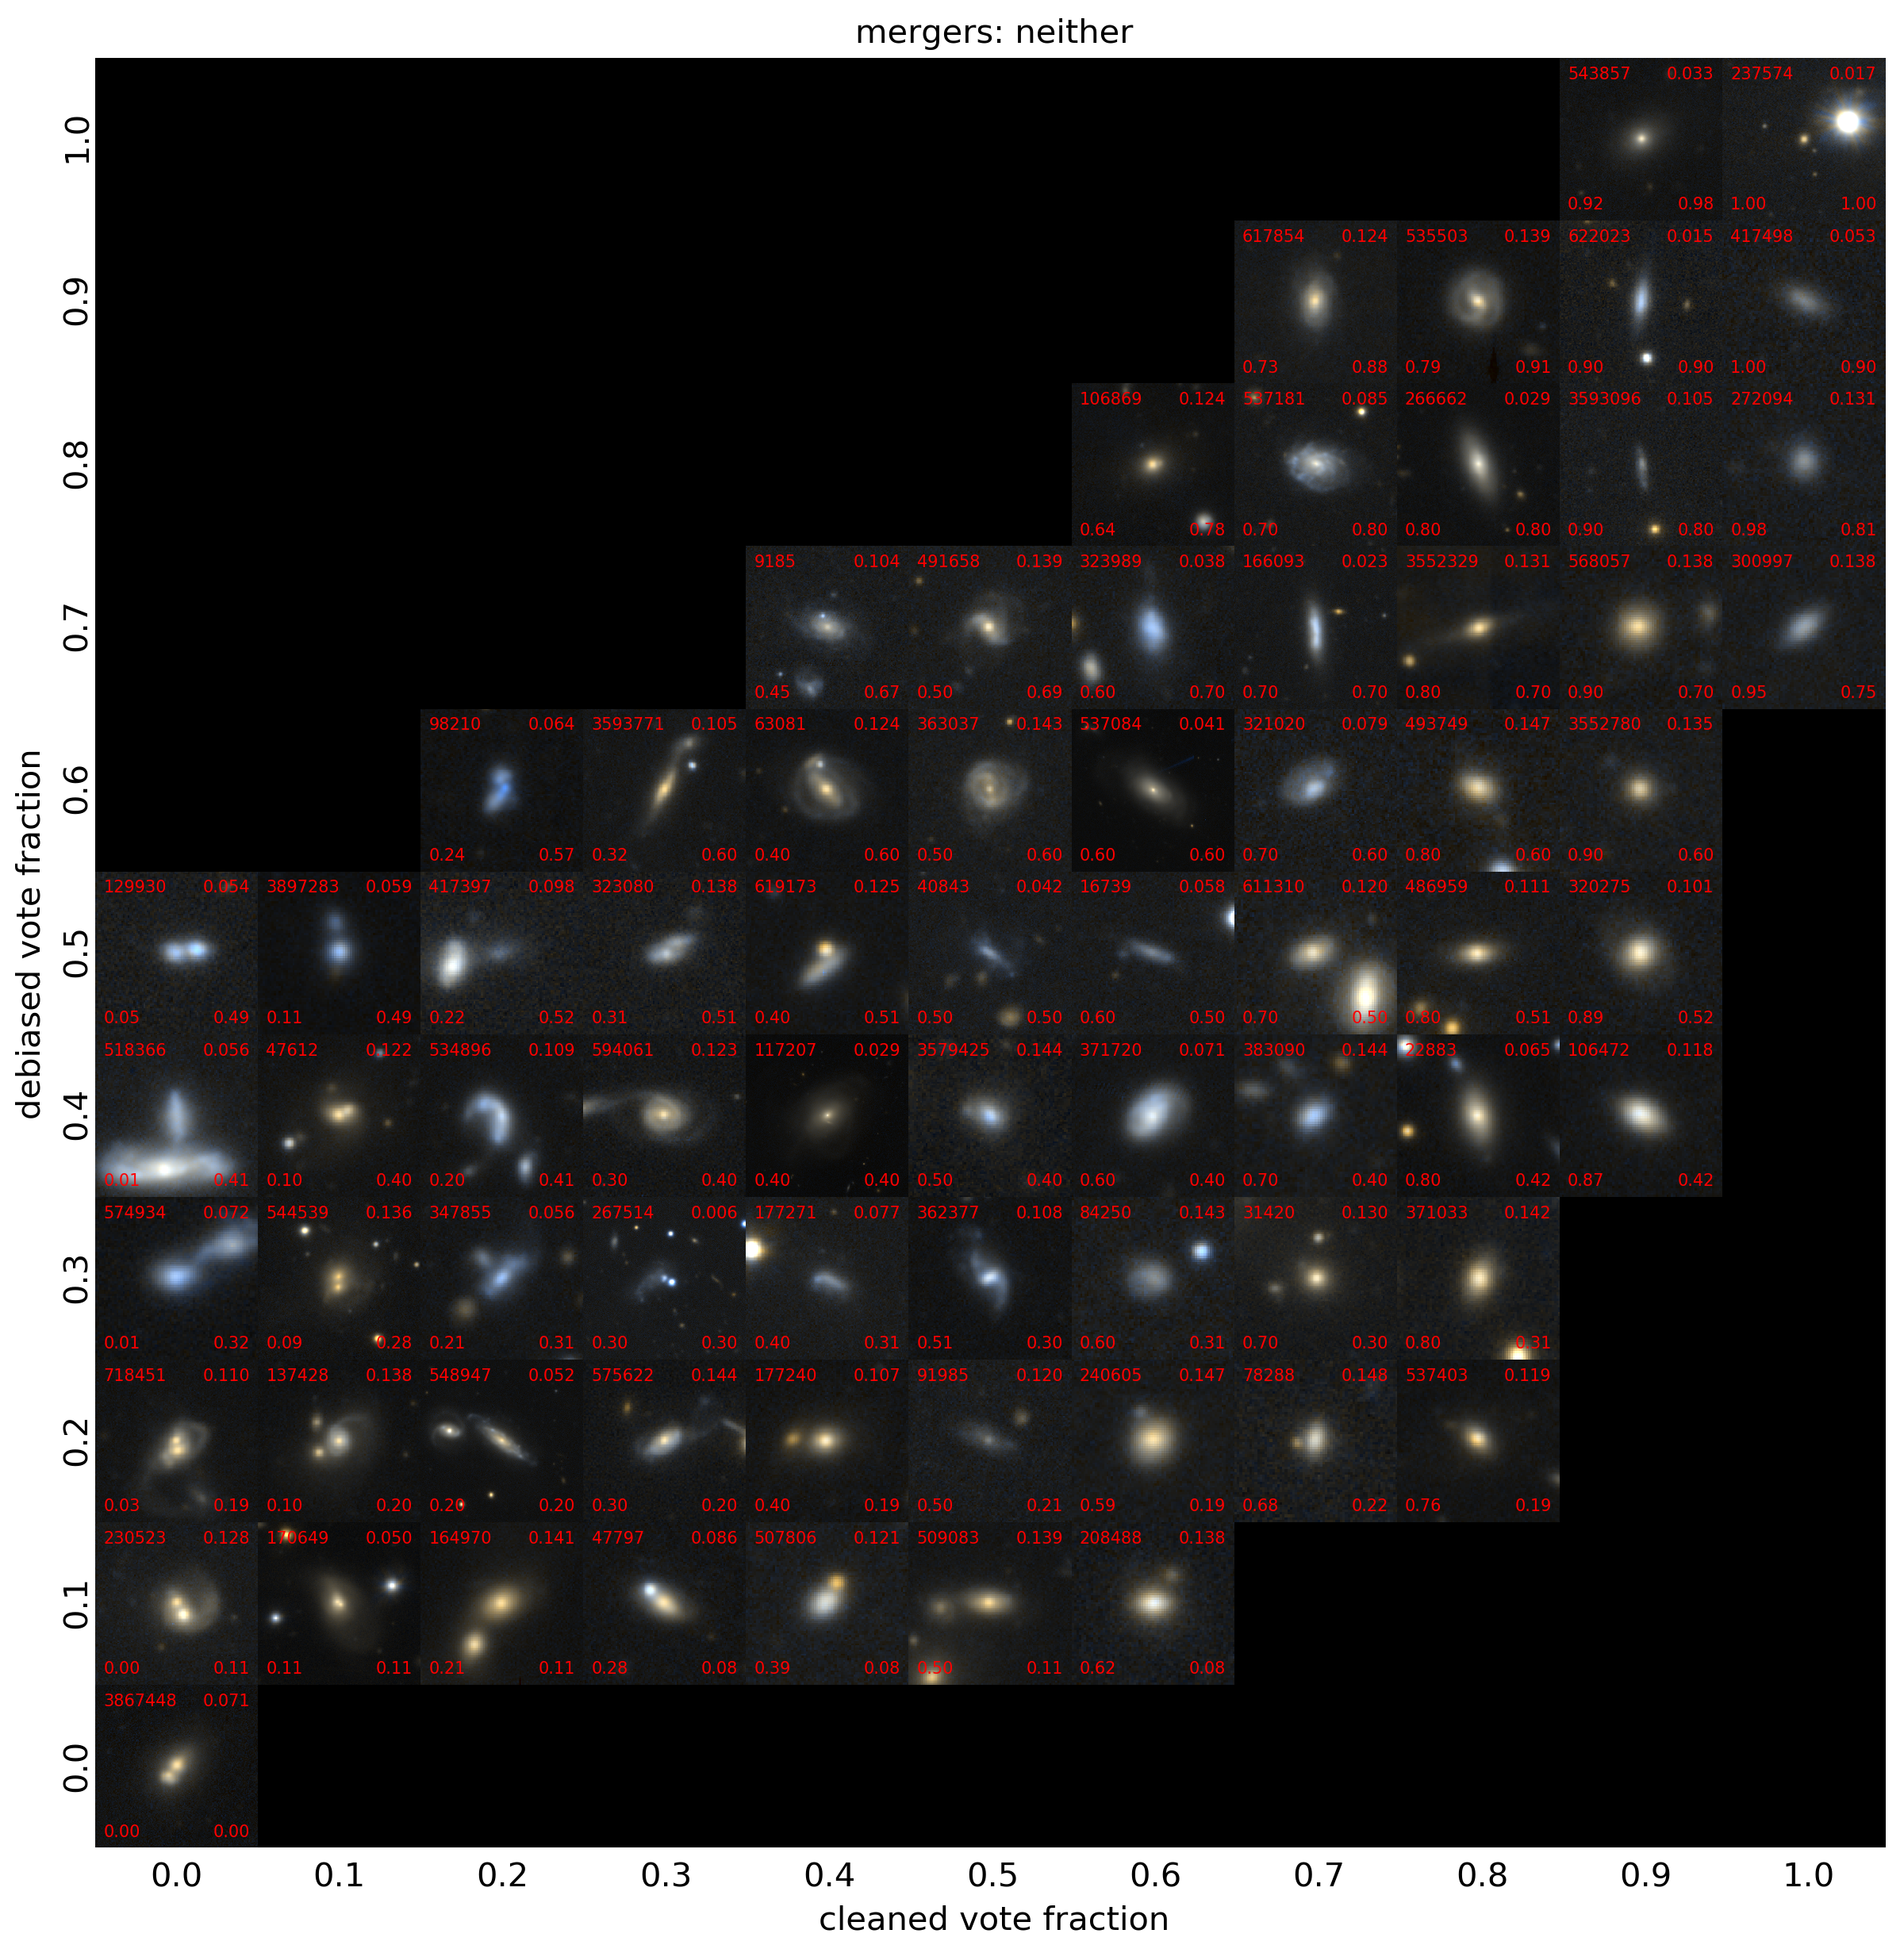 mergers: neither
543857 0.033 237574 0.017
1.0
0.92 0.98 1.00 1.00
617854 0.124 535503 0.139 622023 0.015 417498 0.053
0.9
0.73 0.88 0.79 0.91 0.90 0.90 1.00 0.90
106869 0.124 537181 0.085 266662 0.029 3593096 0.105 272094 0.131
0.8
0.64 0.78 0.70 0.80 0.80 0.80 0.90 0.80 0.98 0.81
9185 0.104 491658 0.139 323989 0.038 166093 0.023 3552329 0.131 568057 0.138 300997 0.138
0.7
0.45 0.67 0.50 0.69 0.60 0.70 0.70 0.70 0.80 0.70 0.90 0.70 0.95 0.75
98210 0.064 3593771 0.105 63081 0.124 363037 0.143 537084 0.041 321020 0.079 493749 0.147 3552780 0.135
0.6
0.24 0.57 0.32 0.60 0.40 0.60 0.50 0.60 0.60 0.60 0.70 0.60 0.80 0.60 0.90 0.60
129930 0.054 3897283 0.059 417397 0.098 323080 0.138 619173 0.125 40843 0.042 16739 0.058 611310 0.120 486959 0.111 320275 0.101
0.5
0.05 0.49 0.11 0.49 0.22 0.52 0.31 0.51 0.40 0.51 0.50 0.50 0.60 0.50 0.70 0.50 0.80 0.51 0.89 0.52
debiased vote fraction
518366 0.056 47612 0.122 534896 0.109 594061 0.123 117207 0.029 3579425 0.144 371720 0.071 383090 0.144 22883 0.065 106472 0.118
0.4
0.01 0.41 0.10 0.40 0.20 0.41 0.30 0.40 0.40 0.40 0.50 0.40 0.60 0.40 0.70 0.40 0.80 0.42 0.87 0.42
574934 0.072 544539 0.136 347855 0.056 267514 0.006 177271 0.077 362377 0.108 84250 0.143 31420 0.130 371033 0.142
0.3
0.01 0.32 0.09 0.28 0.21 0.31 0.30 0.30 0.40 0.31 0.51 0.30 0.60 0.31 0.70 0.30 0.80 0.31
718451 0.110 137428 0.138 548947 0.052 575622 0.144 177240 0.107 91985 0.120 240605 0.147 78288 0.148 537403 0.119
0.2
0.03 0.19 0.10 0.20 0.20 0.20 0.30 0.20 0.40 0.19 0.50 0.21 0.59 0.19 0.68 0.22 0.76 0.19
230523 0.128 170649 0.050 164970 0.141 47797 0.086 507806 0.121 509083 0.139 208488 0.138
0.1
0.00 0.11 0.11 0.11 0.21 0.11 0.28 0.08 0.39 0.08 0.50 0.11 0.62 0.08
3867448 0.071
0.0
0.00 0.00
0.0 0.1 0.2 0.3 0.4 0.5 0.6 0.7 0.8 0.9 1.0
cleaned vote fraction